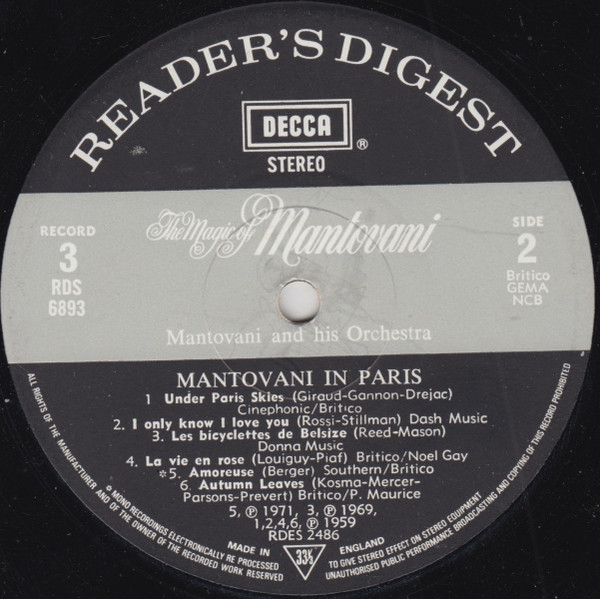 READER'S DIGEST
DECCA ®
STEREO
The Magic of Mantovani
RECORD
3
RDS
6893
SIDE
2
Britico
GEMA
NCB
Mantovani and his Orchestra
MANTOVANI IN PARIS
1 Under Paris Skies (Giraud-Gannon-Drejac)
Cinephonic/Britico
2. I only know I love you (Rossi-Stillman) Dash Music
3. Les bicyclettes de Belsize (Reed-Mason)
Donna Music
4. La vie en rose (Louiguy-Piaf) Britico/Noel Gay
*5. Amoreuse (Berger) Southern/Britico
6. Autumn Leaves (Kosma-Mercer-
Parsons-Prevert) Britico/P. Maurice
5, ℗ 1971, 3, ℗ 1969,
1,2,4,6, ℗ 1959
RDES 2486
MADE IN
33⅓
ENGLAND
ALL RIGHTS OF THE MANUFACTURER AND OF THE OWNER OF THE RECORDED WORK RESERVED
* MONO RECORDINGS ELECTRONICALLY RE PROCESSED
TO GIVE STEREO EFFECT ON STEREO EQUIPMENT
UNAUTHORISED PUBLIC PERFORMANCE BROADCASTING AND COPYING OF THIS RECORD PROHIBITED